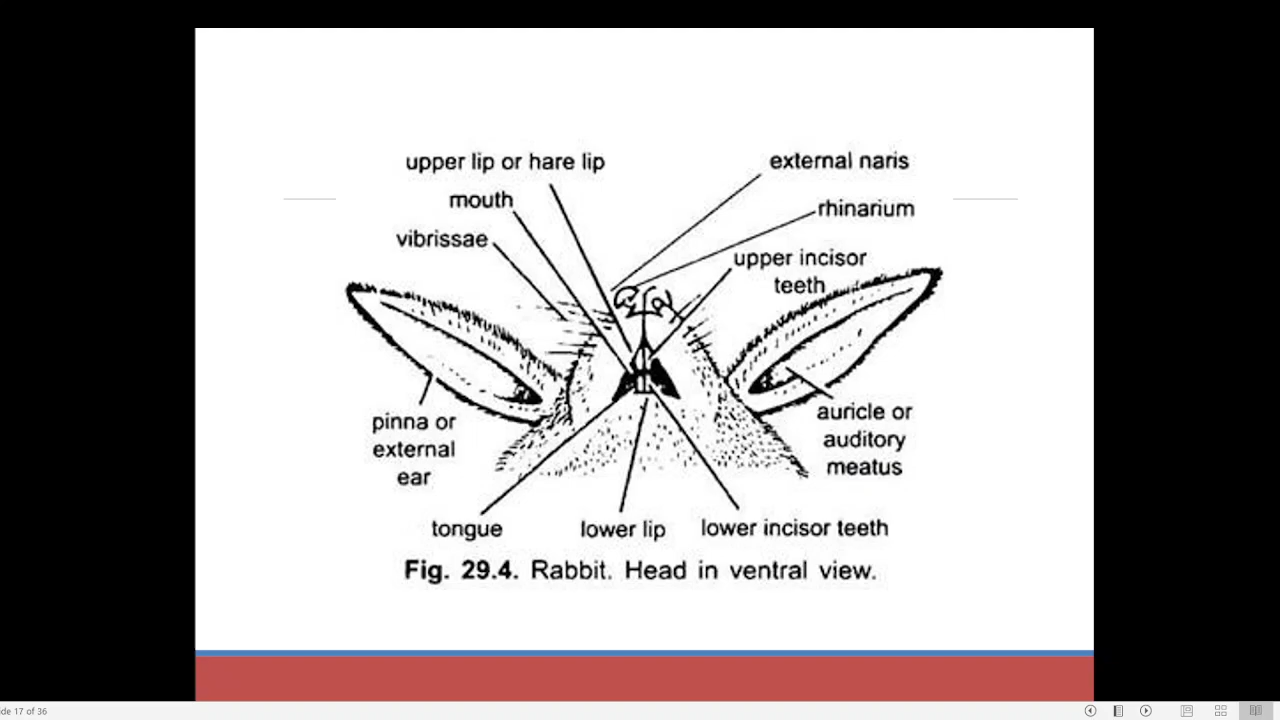 upper lip or hare lip
external naris
mouth
rhinarium
vibrissae
upper incisor
teeth
pinna or
external
ear
auricle or
auditory
meatus
tongue
lower lip
lower incisor teeth
Fig. 29.4. Rabbit. Head in ventral view.
ide 17 of 36